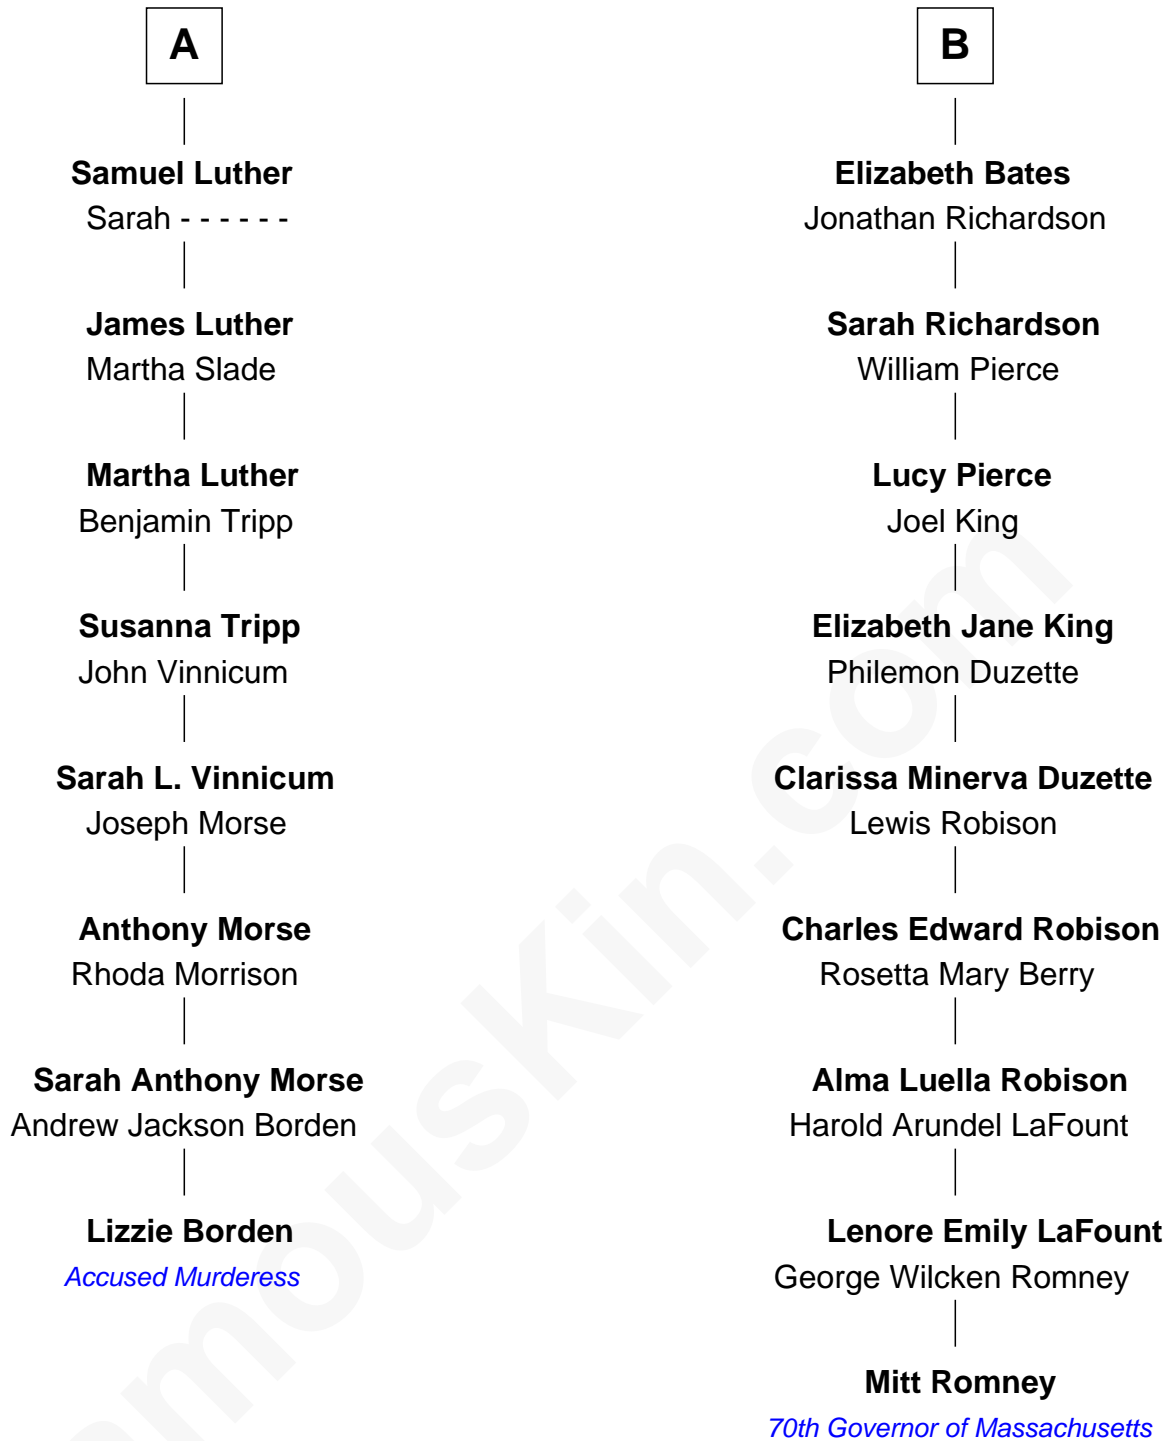 A
Samuel Luther
Sarah - - - - - -
James Luther
Martha Slade
Martha Luther
Benjamin Tripp
Susanna Tripp
John Vinnicum
Sarah L. Vinnicum
Joseph Morse
Anthony Morse
Rhoda Morrison
Sarah Anthony Morse
Andrew Jackson Borden
Lizzie Borden
Accused Murderess
B
Elizabeth Bates
Jonathan Richardson
Sarah Richardson
William Pierce
Lucy Pierce
Joel King
Elizabeth Jane King
Philemon Duzette
Clarissa Minerva Duzette
Lewis Robison
Charles Edward Robison
Rosetta Mary Berry
Alma Luella Robison
Harold Arundel LaFount
Lenore Emily LaFount
George Wilcken Romney
Mitt Romney
70th Governor of Massachusetts
amousKin.com